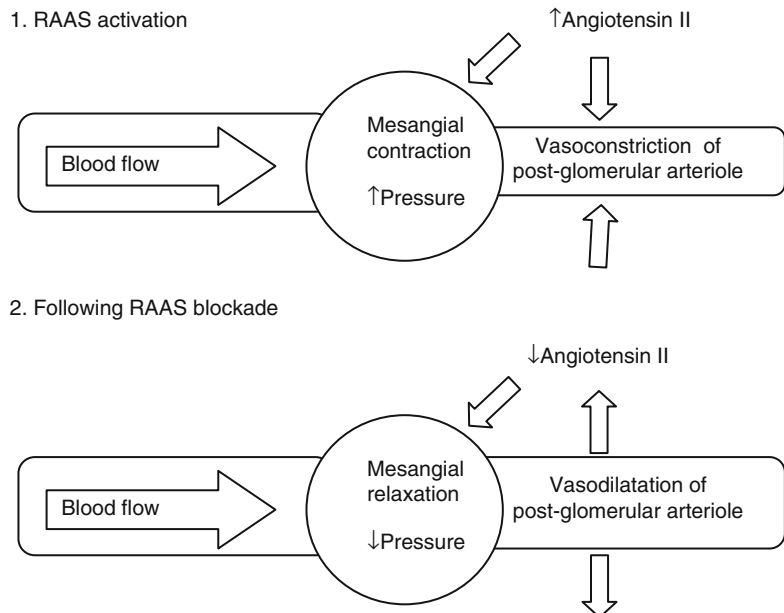 1. RAAS activation
↑Angiotensin II
Blood flow
Mesangial
contraction
↑Pressure
Vasoconstriction of
post-glomerular arteriole
2. Following RAAS blockade
↓Angiotensin II
Blood flow
Mesangial
relaxation
↓Pressure
Vasodilatation of
post-glomerular arteriole